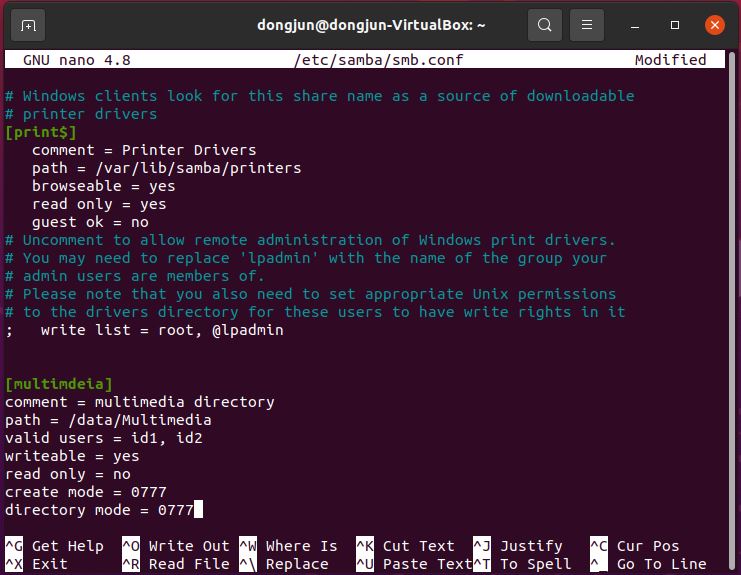 dongjun@dongjun-VirtualBox: ~
GNU nano 4.8 /etc/samba/smb.conf Modified
# Windows clients look for this share name as a source of downloadable
# printer drivers
[print$]
comment = Printer Drivers
path = /var/lib/samba/printers
browseable = yes
read only = yes
guest ok = no
# Uncomment to allow remote administration of Windows print drivers.
# You may need to replace 'lpadmin' with the name of the group your
# admin users are members of.
# Please note that you also need to set appropriate Unix permissions
# to the drivers directory for these users to have write rights in it
;   write list = root, @lpadmin
[multimdeia]
comment = multimedia directory
path = /data/Multimedia
valid users = id1, id2
writeable = yes
read only = no
create mode = 0777
directory mode = 0777
^G Get Help ^O Write Out ^W Where Is ^K Cut Text ^J Justify ^C Cur Pos
^X Exit ^R Read File ^\ Replace ^U Paste Text ^T To Spell ^_ Go To Line